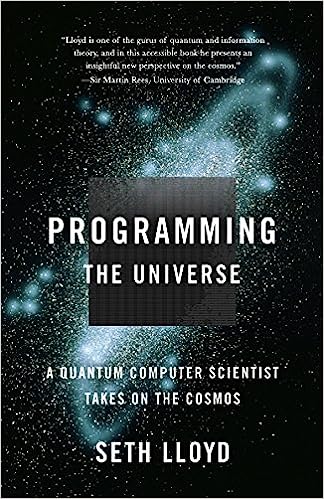 "Lloyd is one of the gurus of quantum and information
theory, and in this accessible book he presents an
insightful new perspective on the cosmos."
—Sir Martin Rees, University of Cambridge
PROGRAMMING
THE UNIVERSE
A QUANTUM COMPUTER SCIENTIST
TAKES ON THE COSMOS
SETH LLOYD